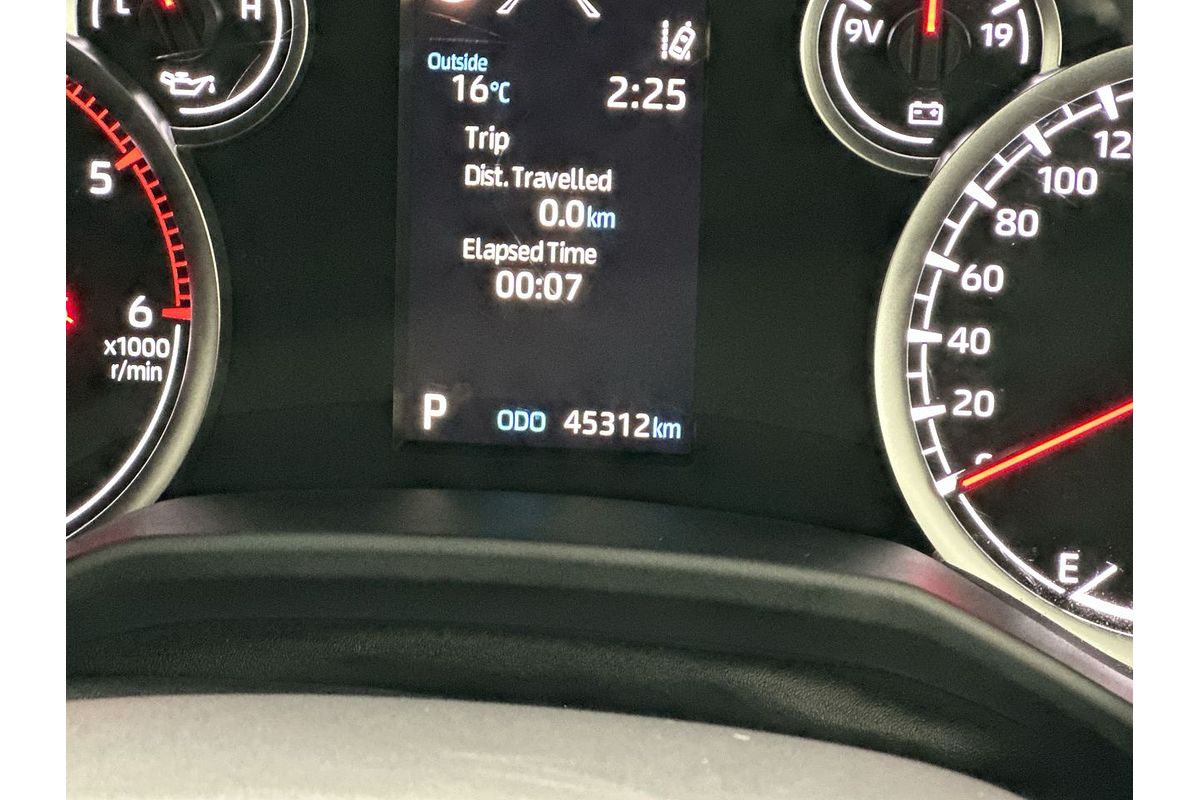 L H
9V 19
Outside
16°C 2:25
Trip
Dist. Travelled
0.0km
Elapsed Time
00:07
P ODO 45312km
5
6
x1000
r/min
100
80
60
40
20
E